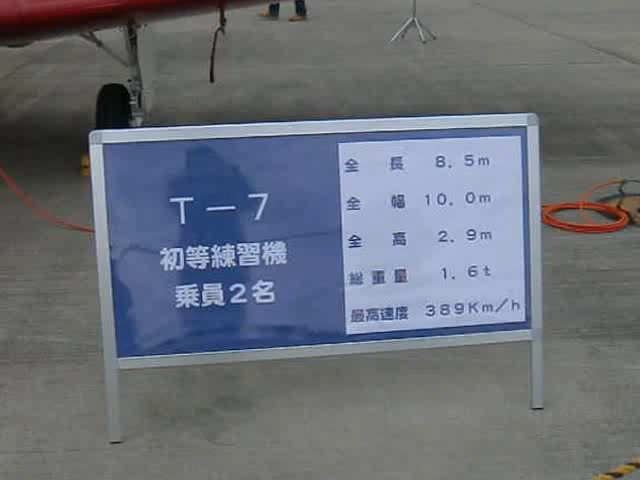 T－7
初等練習機
乗員2名
全長 8.5m
全幅 10.0m
全高 2.9m
総重量 1.6t
最高速度 389Km/h